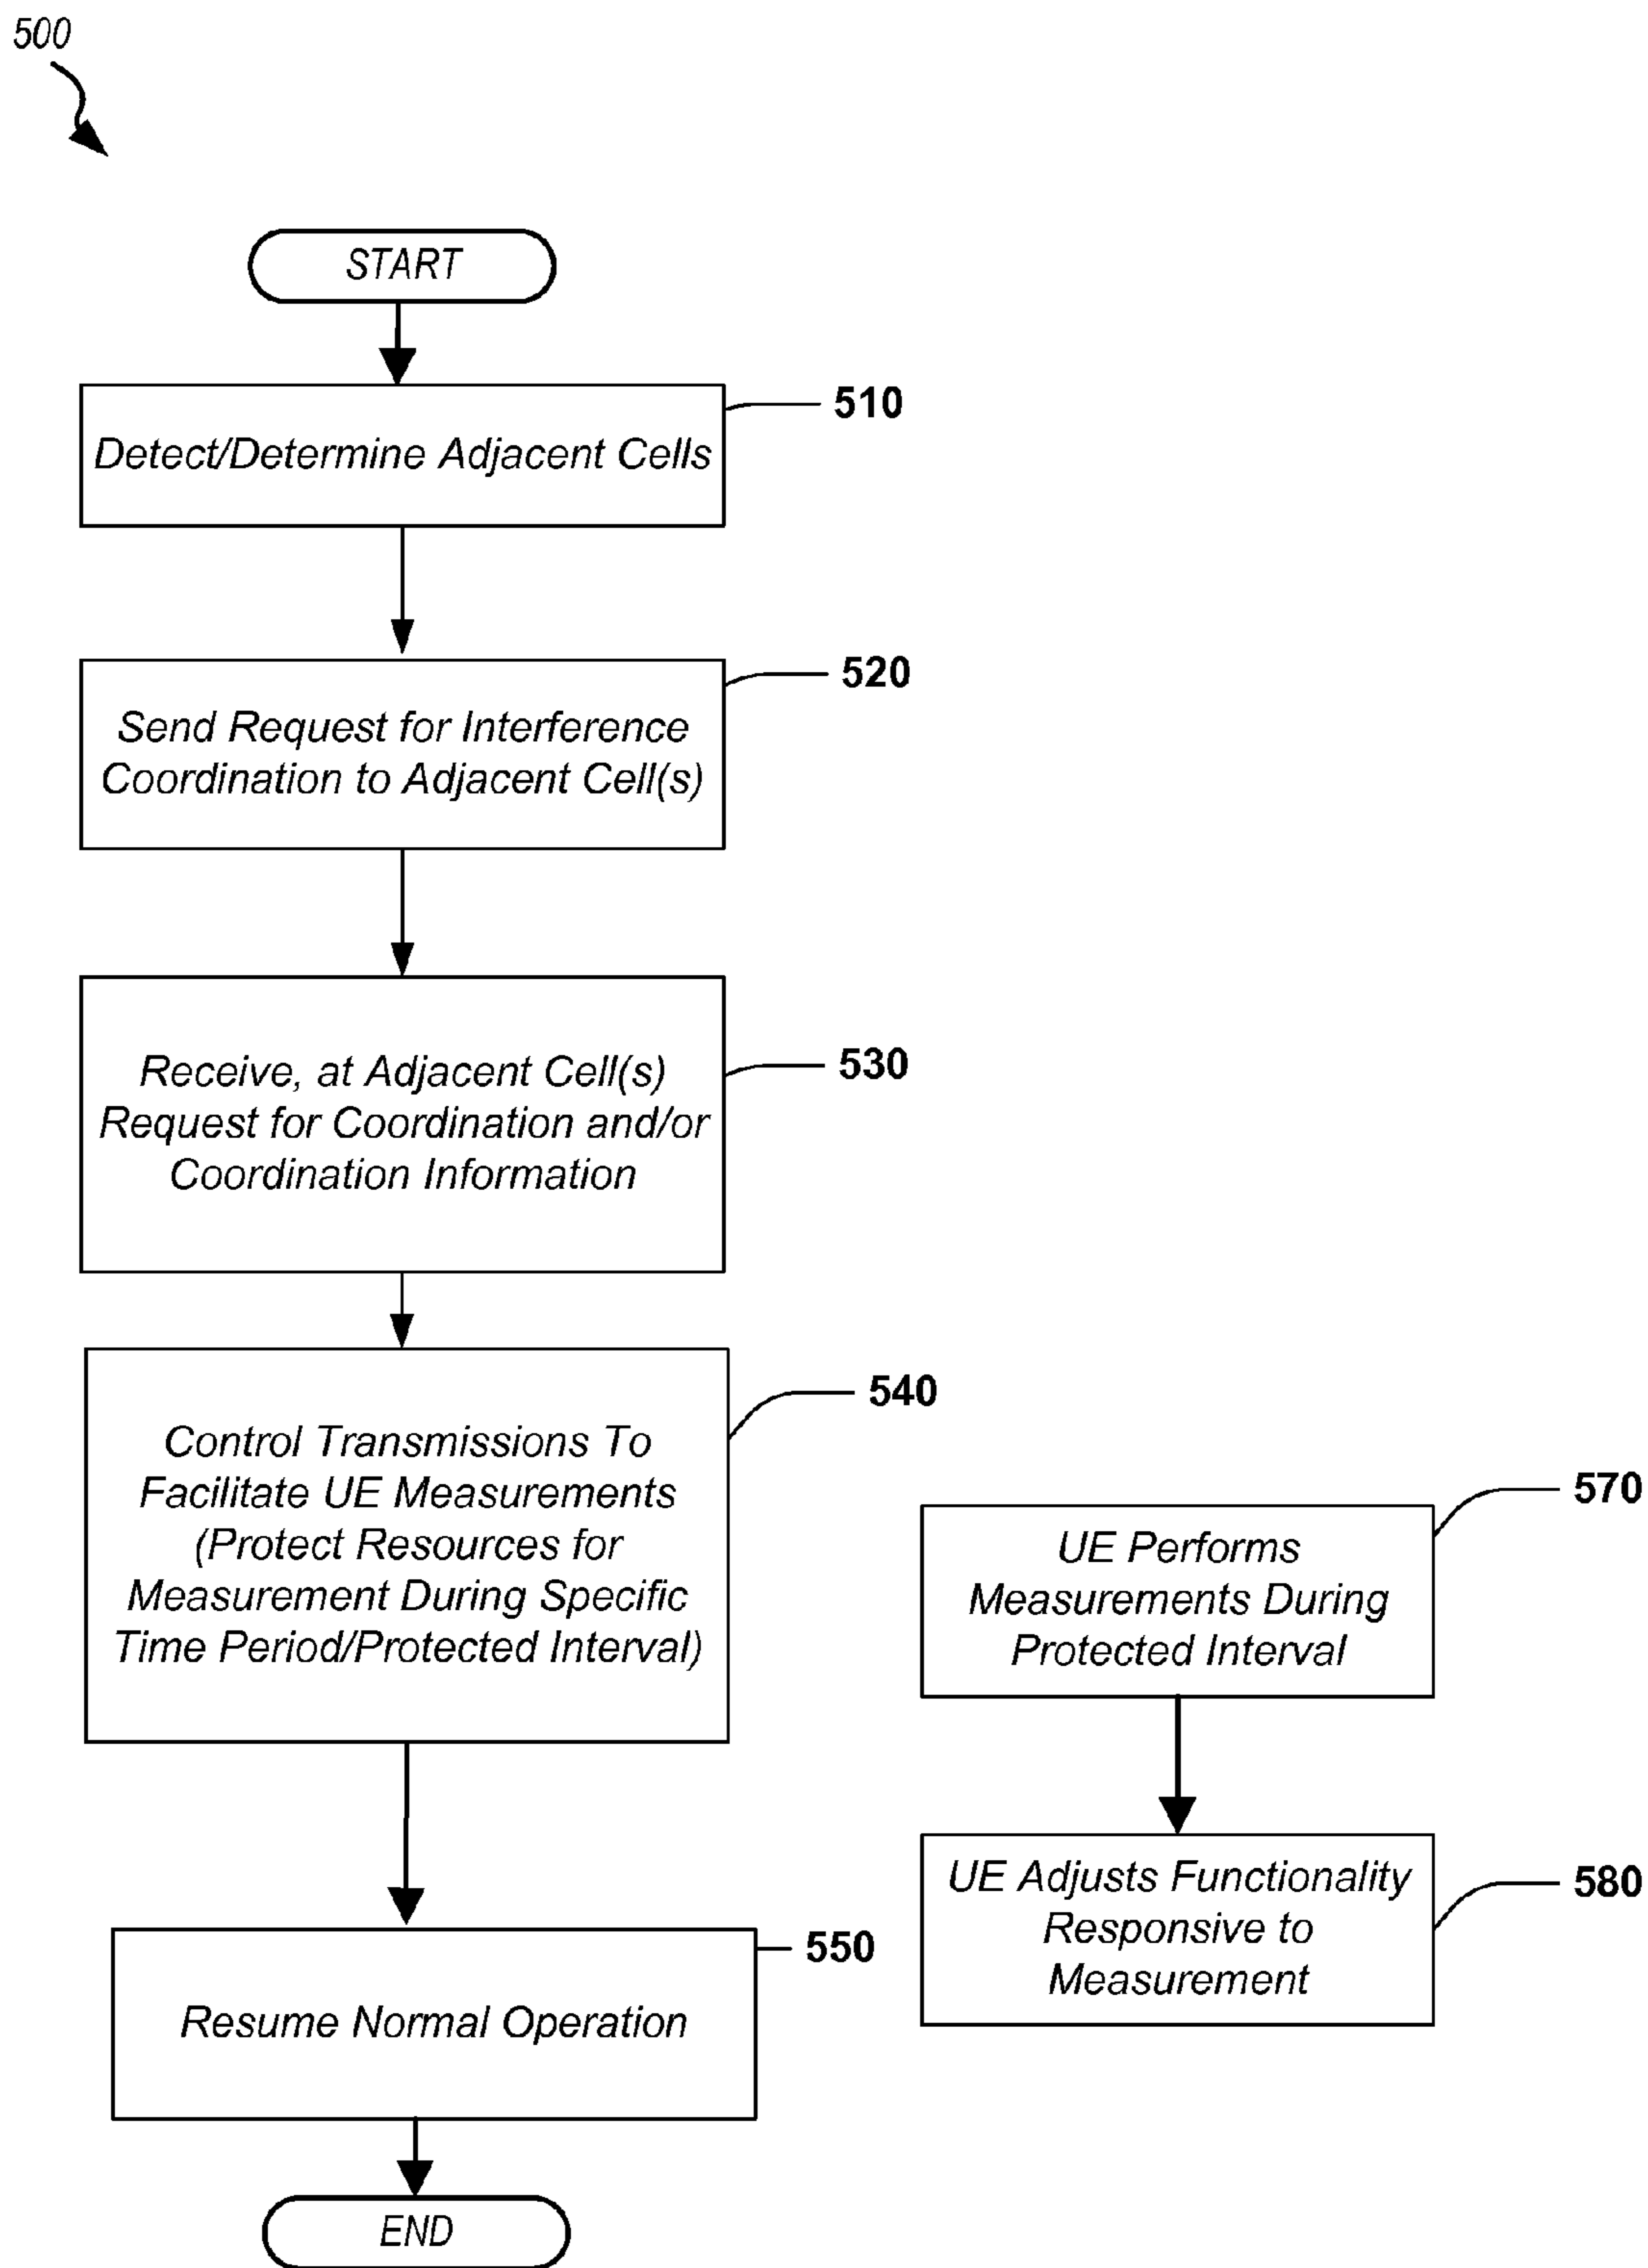 500
START
510
Detect/Determine Adjacent Cells
520
Send Request for Interference
Coordination to Adjacent Cell(s)
530
Receive, at Adjacent Cell(s)
Request for Coordination and/or
Coordination Information
540
Control Transmissions To
Facilitate UE Measurements
(Protect Resources for
Measurement During Specific
Time Period/Protected Interval)
570
UE Performs
Measurements During
Protected Interval
580
UE Adjusts Functionality
Responsive to
Measurement
550
Resume Normal Operation
END